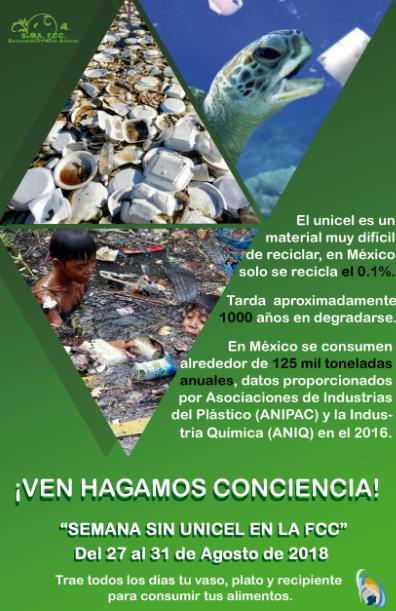 S.MA, F.C.C.
El unicel es un
material muy difícil
de reciclar, en México
solo se recicla el 0.1%.
Tarda aproximadamente
1000 años en degradarse.
En México se consumen
alrededor de 125 mil toneladas
anuales, datos proporcionados
por Asociaciones de Industrias
del Plástico (ANIPAC) y la Indus-
tria Química (ANIQ) en el 2016.
¡VEN HAGAMOS CONCIENCIA!
“SEMANA SIN UNICEL EN LA FCC”
Del 27 al 31 de Agosto de 2018
Trae todos los dias tu vaso, plato y recipiente
para consumir tus alimentos.